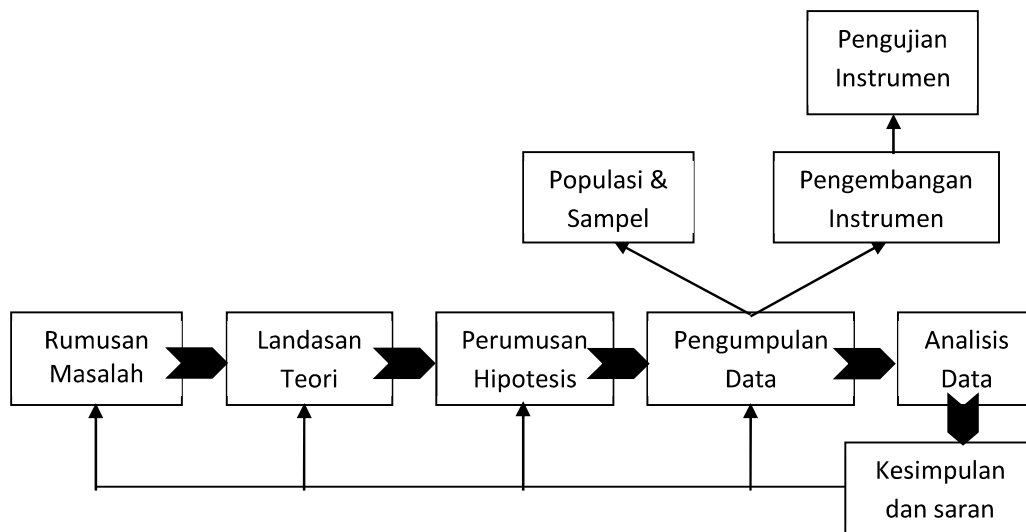 Pengujian
Instrumen
Populasi &
Sampel
Pengembangan
Instrumen
Rumusan
Masalah
Landasan
Teori
Perumusan
Hipotesis
Pengumpulan
Data
Analisis
Data
Kesimpulan
dan saran